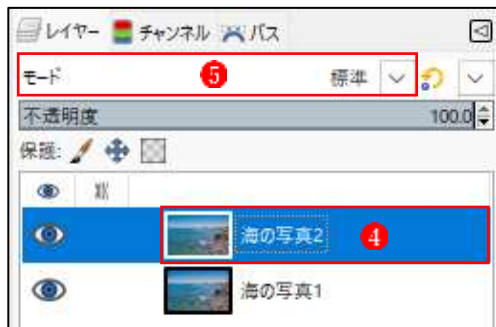 レイヤー チャンネル パス
モード 5 標準
不透明度 100.0
保護:
海の写真2 4
海の写真1